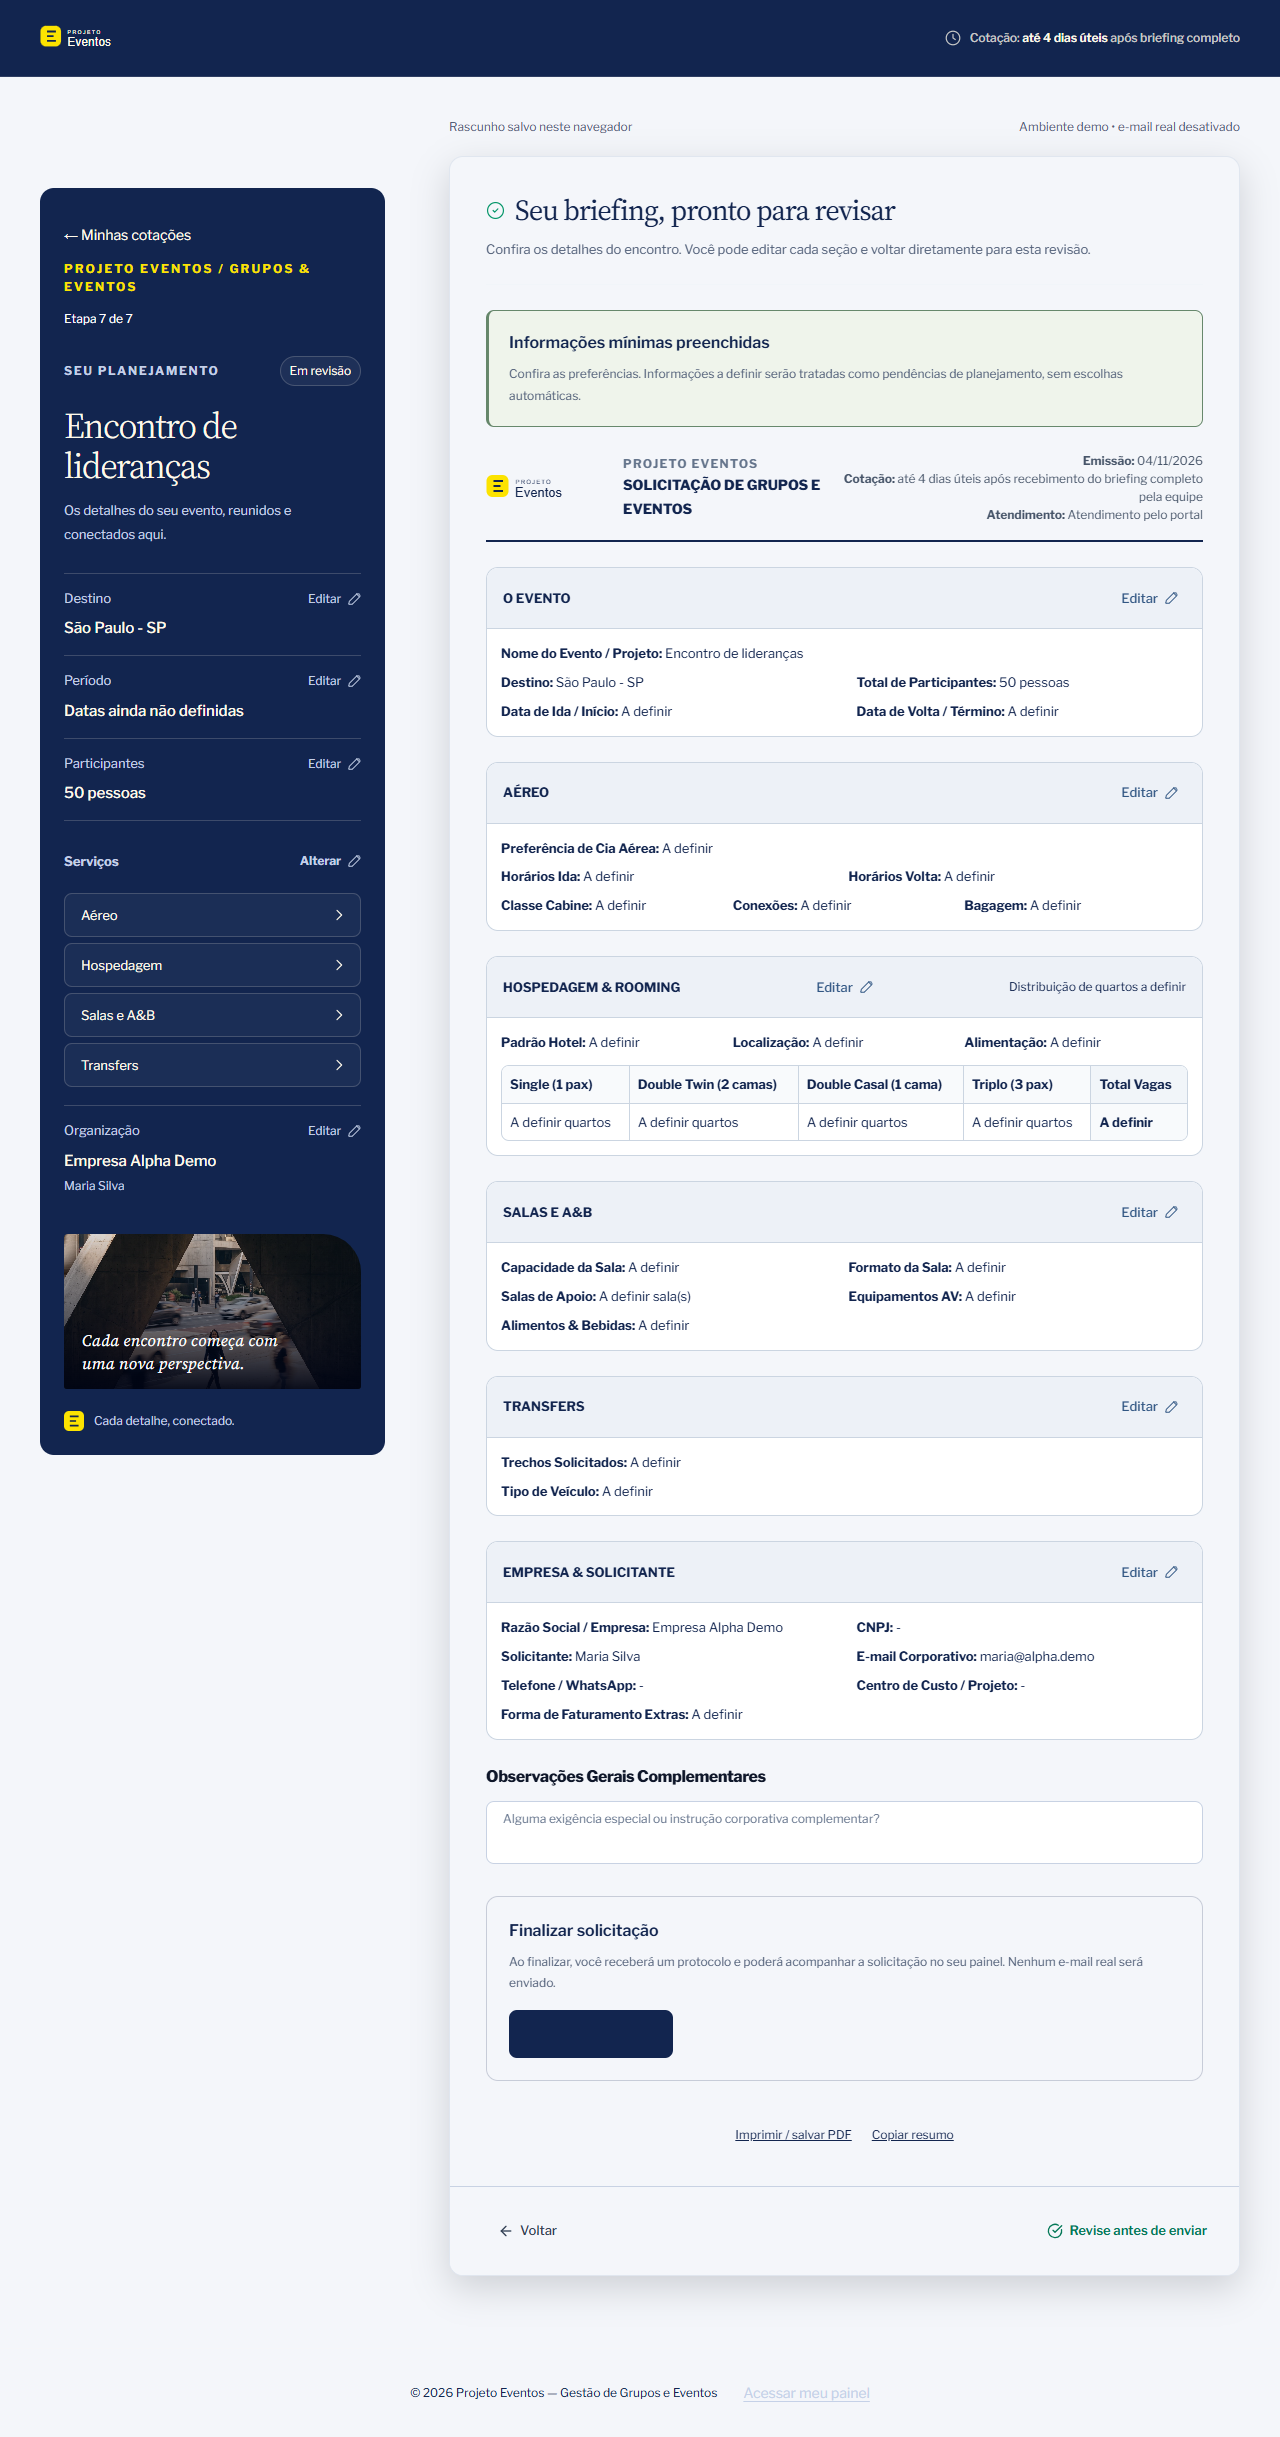 PROJETO
Eventos
Cotação: até 4 dias úteis após briefing completo
Rascunho salvo neste navegador
Ambiente demo • e-mail real desativado
← Minhas cotações
PROJETO EVENTOS / GRUPOS &
EVENTOS
Etapa 7 de 7
SEU PLANEJAMENTO
Em revisão
Encontro de
lideranças
Os detalhes do seu evento, reunidos e
conectados aqui.
Destino
Editar
São Paulo - SP
Período
Editar
Datas ainda não definidas
Participantes
Editar
50 pessoas
Serviços
Alterar
Aéreo
Hospedagem
Salas e A&B
Transfers
Organização
Editar
Empresa Alpha Demo
Maria Silva
Cada encontro começa com
uma nova perspectiva.
Cada detalhe, conectado.
Seu briefing, pronto para revisar
Confira os detalhes do encontro. Você pode editar cada seção e voltar diretamente para esta revisão.
Informações mínimas preenchidas
Confira as preferências. Informações a definir serão tratadas como pendências de planejamento, sem escolhas
automáticas.
PROJETO
Eventos
PROJETO EVENTOS
SOLICITAÇÃO DE GRUPOS E
EVENTOS
Emissão: 04/11/2026
Cotação: até 4 dias úteis após recebimento do briefing completo
pela equipe
Atendimento: Atendimento pelo portal
O EVENTO
Editar
Nome do Evento / Projeto: Encontro de lideranças
Destino: São Paulo - SP
Total de Participantes: 50 pessoas
Data de Ida / Início: A definir
Data de Volta / Término: A definir
AÉREO
Editar
Preferência de Cia Aérea: A definir
Horários Ida: A definir
Horários Volta: A definir
Classe Cabine: A definir
Conexões: A definir
Bagagem: A definir
HOSPEDAGEM & ROOMING
Editar
Distribuição de quartos a definir
Padrão Hotel: A definir
Localização: A definir
Alimentação: A definir
Single (1 pax)
Double Twin (2 camas)
Double Casal (1 cama)
Triplo (3 pax)
Total Vagas
A definir quartos
A definir quartos
A definir quartos
A definir quartos
A definir
SALAS E A&B
Editar
Capacidade da Sala: A definir
Formato da Sala: A definir
Salas de Apoio: A definir sala(s)
Equipamentos AV: A definir
Alimentos & Bebidas: A definir
TRANSFERS
Editar
Trechos Solicitados: A definir
Tipo de Veículo: A definir
EMPRESA & SOLICITANTE
Editar
Razão Social / Empresa: Empresa Alpha Demo
CNPJ: -
Solicitante: Maria Silva
E-mail Corporativo: maria@alpha.demo
Telefone / WhatsApp: -
Centro de Custo / Projeto: -
Forma de Faturamento Extras: A definir
Observações Gerais Complementares
Alguma exigência especial ou instrução corporativa complementar?
Finalizar solicitação
Ao finalizar, você receberá um protocolo e poderá acompanhar a solicitação no seu painel. Nenhum e-mail real será
enviado.
Imprimir / salvar PDF
Copiar resumo
← Voltar
Revise antes de enviar
© 2026 Projeto Eventos — Gestão de Grupos e Eventos
Acessar meu painel